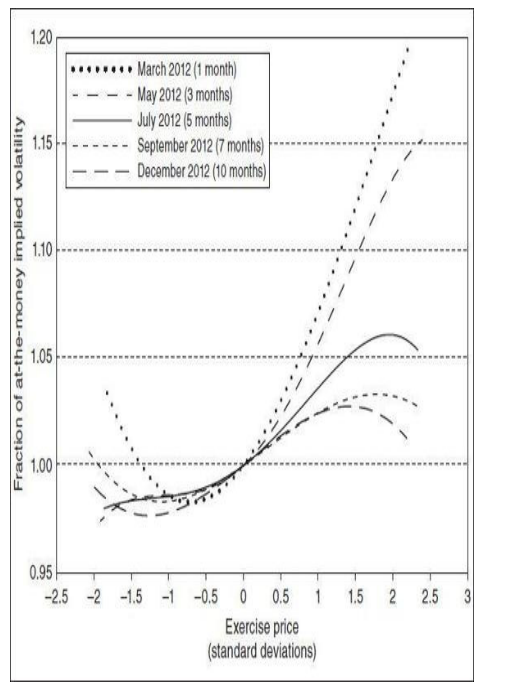 1.20
March 2012 (1 month)
May 2012 (3 months)
July 2012 (5 months)
September 2012 (7 months)
December 2012 (10 months)
1.15
1.10
1.05
1.00
0.95
Fraction of at-the-money implied volatility
−2.5 −2 −1.5 −1 −0.5 0 0.5 1 1.5 2 2.5 3
Exercise price
(standard deviations)